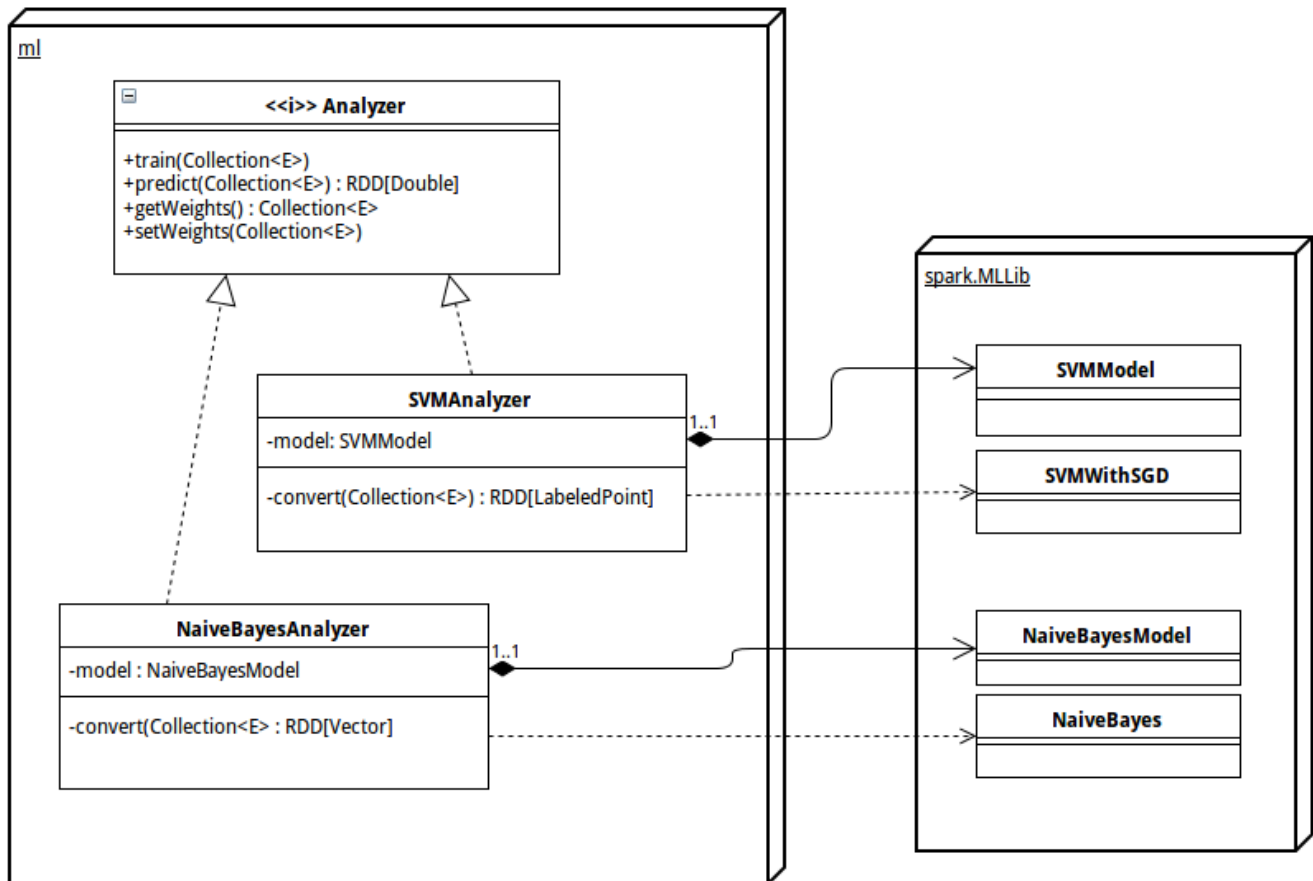 ml
<<i>> Analyzer
+train(Collection<E>)
+predict(Collection<E>) : RDD[Double]
+getWeights() : Collection<E>
+setWeights(Collection<E>)
spark.MLLib
SVMModel
SVMAnalyzer
1..1
-model: SVMModel
SVMWithSGD
-convert(Collection<E>) : RDD[LabeledPoint]
NaiveBayesAnalyzer
1..1
NaiveBayesModel
-model : NaiveBayesModel
NaiveBayes
-convert(Collection<E> : RDD[Vector]